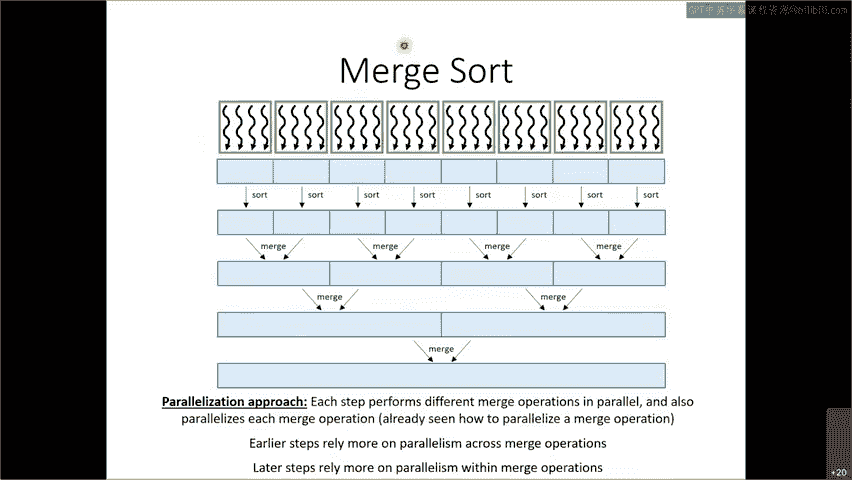 Merge Sort
sort sort sort sort sort sort sort sort
merge merge merge merge
merge merge
merge
Parallelization approach: Each step performs different merge operations in parallel, and also
parallelizes each merge operation (already seen how to parallelize a merge operation)
Earlier steps rely more on parallelism across merge operations
Later steps rely more on parallelism within merge operations
+20